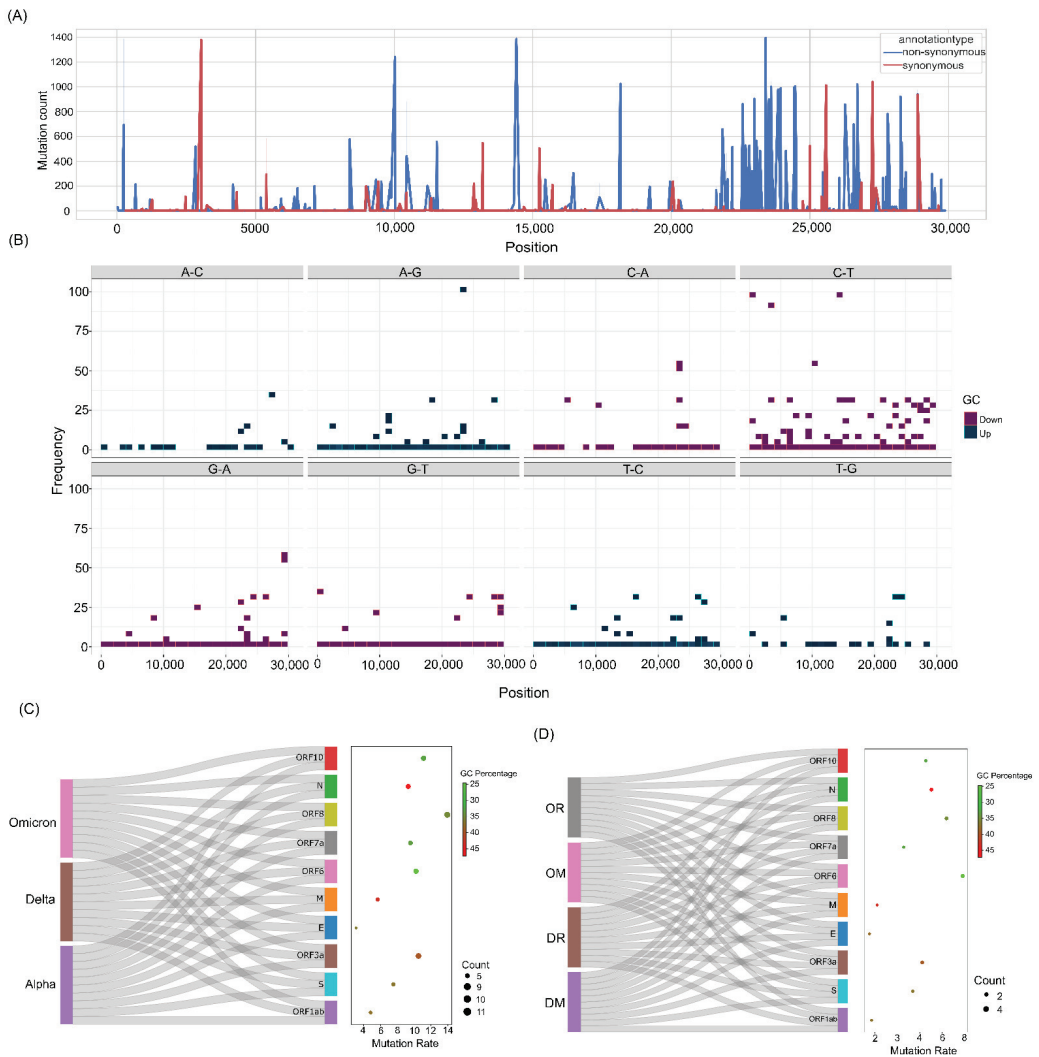 (A)
annotationtype
non-synonymous
synonymous
Mutation count
1400
1200
1000
800
600
400
200
0
0
5000
10,000
15,000
20,000
25,000
30,000
Position
(B)
A-C
A-G
C-A
C-T
100
75
50
25
0
GC
Down
Up
Frequency
G-A
G-T
T-C
T-G
100
75
50
25
0
0
10,000
20,000
30,000
0
10,000
20,000
30,000
10,000
20,000
30,000
0
10,000
20,000
30,000
Position
(C)
Omicron
Delta
Alpha
ORF10
N
ORF8
ORF7a
ORF6
M
E
ORF3a
S
ORF1ab
4
6
8
10
12
14
Mutation Rate
GC Percentage
25
30
35
40
45
Count
5
9
10
11
(D)
OR
OM
DR
DM
ORF10
N
ORF8
ORF7a
ORF6
M
E
ORF3a
S
ORF1ab
2
3
4
5
6
8
Mutation Rate
GC Percentage
25
30
35
40
45
Count
2
4